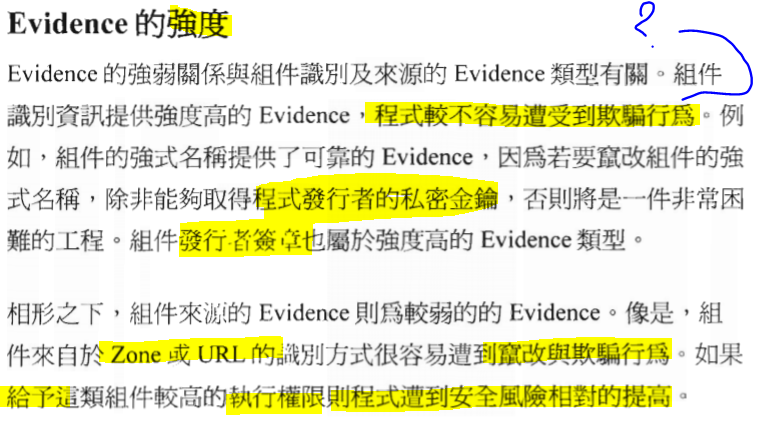 Evidence 的強度
?
Evidence 的強弱關係與組件識別及來源的 Evidence 類型有關。組件
識別資訊提供強度高的 Evidence，程式較不容易遭受到欺騙行爲。例
如，組件的強式名稱提供了可靠的 Evidence，因爲若要竄改組件的強
式名稱，除非能夠取得程式發行者的私密金鑰，否則將是一件非常困
難的工程。組件發行者簽章也屬於強度高的 Evidence 類型。
相形之下，組件來源的 Evidence 則爲較弱的的 Evidence。像是，組
件來自於 Zone 或 URL 的識別方式很容易遭到竄改與欺騙行爲。如果
給予這類組件較高的執行權限則程式遭到安全風險相對的提高。